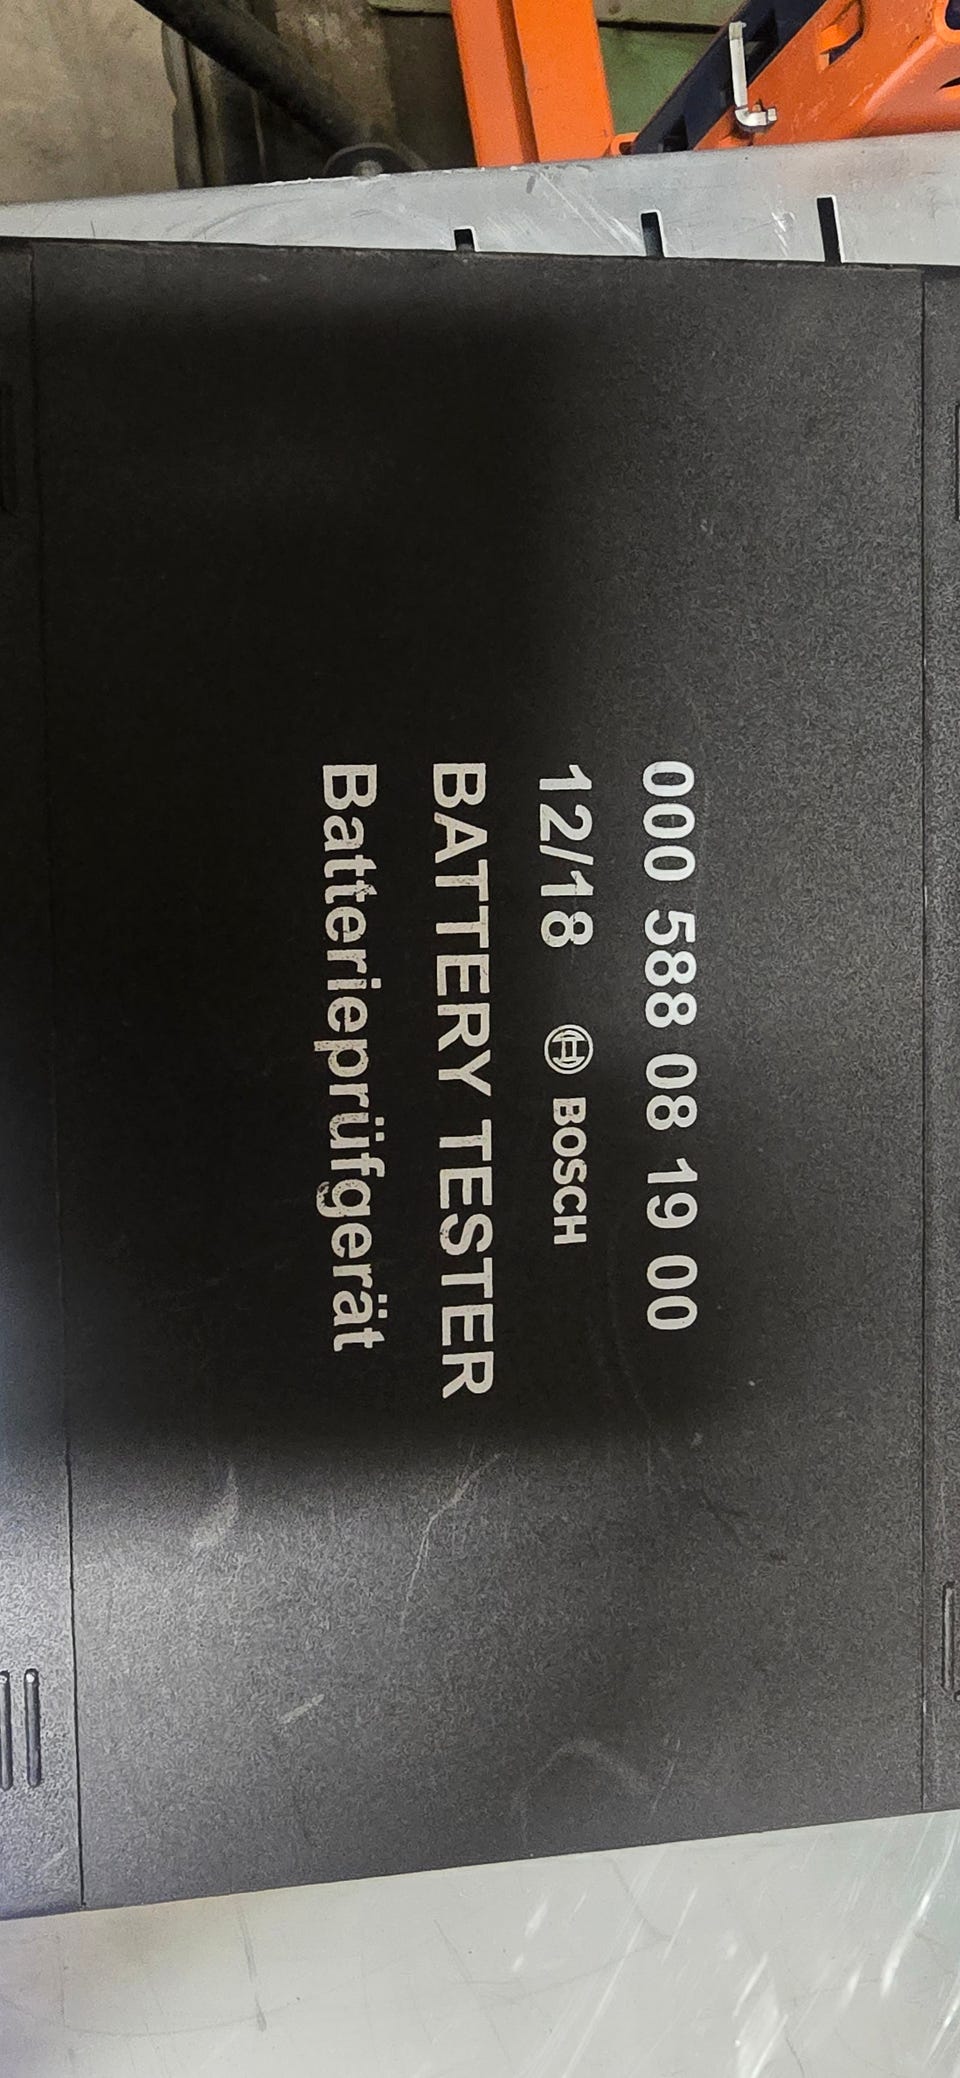 000 588 08 19 00
12/18 BOSCH
BATTERY TESTER
Batterieprüfgerät